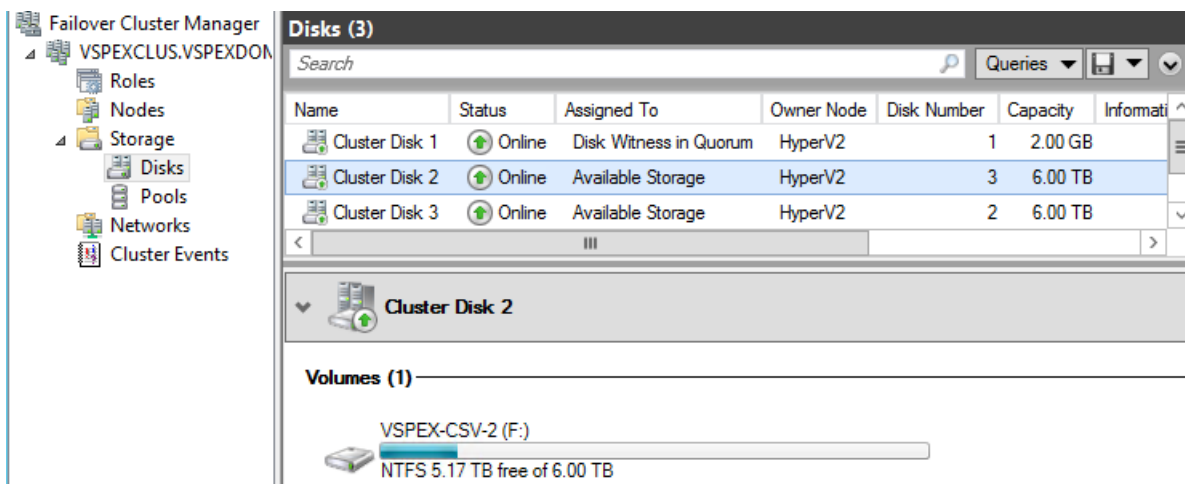 Failover Cluster Manager
VSPEXCLUS.VSPEXDON
Roles
Nodes
Storage
Disks
Pools
Networks
Cluster Events
Disks (3)
Search
Queries
Name Status Assigned To Owner Node Disk Number Capacity Informati
Cluster Disk 1 Online Disk Witness in Quorum HyperV2 1 2.00 GB
Cluster Disk 2 Online Available Storage HyperV2 3 6.00 TB
Cluster Disk 3 Online Available Storage HyperV2 2 6.00 TB
Cluster Disk 2
Volumes (1)
VSPEX-CSV-2 (F:)
NTFS 5.17 TB free of 6.00 TB